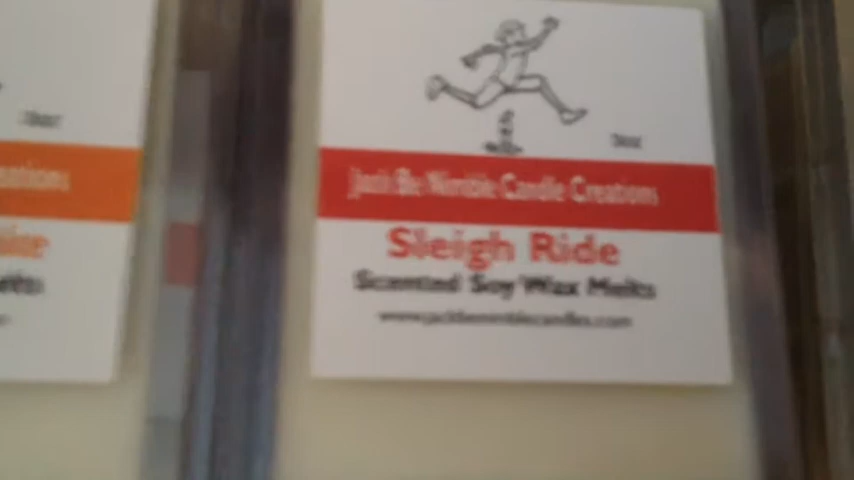 Jack Be Nimble Candle Creations
Sleigh Ride
Scented Soy Wax Melts
www.jackbenimblecandles.com